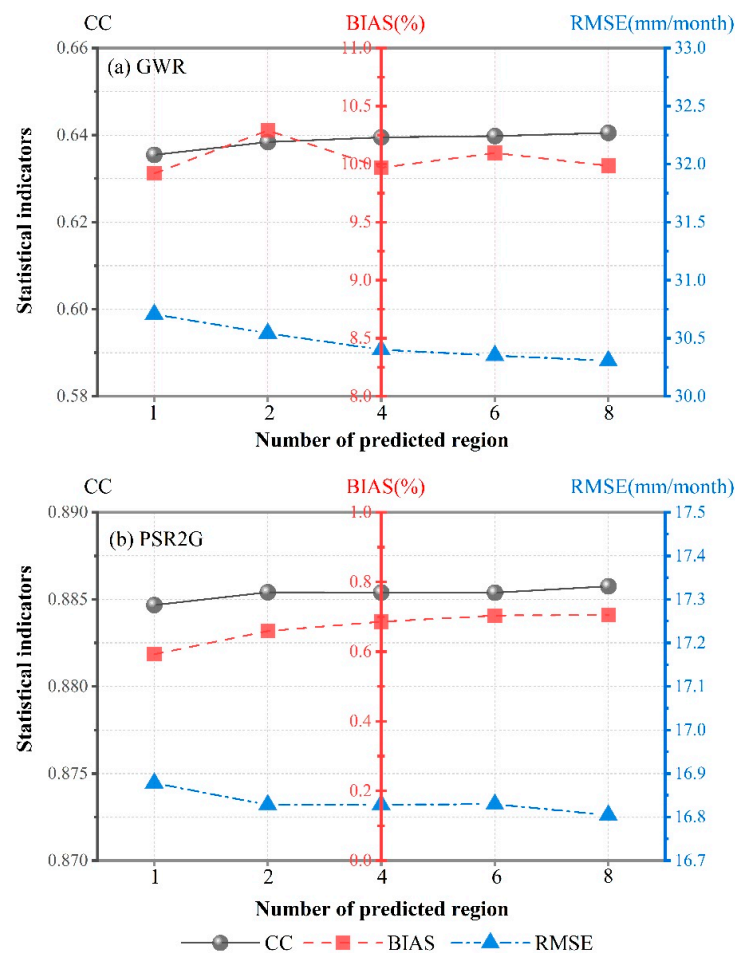 CC BIAS(%) RMSE(mm/month)
0.66 11.0 33.0
(a) GWR
10.5 32.5
0.64 10.0 32.0
9.5 31.5
0.62
Statistical indicators
9.0 31.0
0.60
8.5 30.5
0.58 8.0 30.0
1 2 4 6 8
Number of predicted region
CC BIAS(%) RMSE(mm/month)
0.890 1.0 17.5
(b) PSR2G
17.4
0.885 0.8 17.3
17.2
0.6
Statistical indicators
0.880 17.1
0.4 17.0
0.875 16.9
0.2 16.8
0.870 0.0 16.7
1 2 4 6 8
Number of predicted region
CC BIAS RMSE